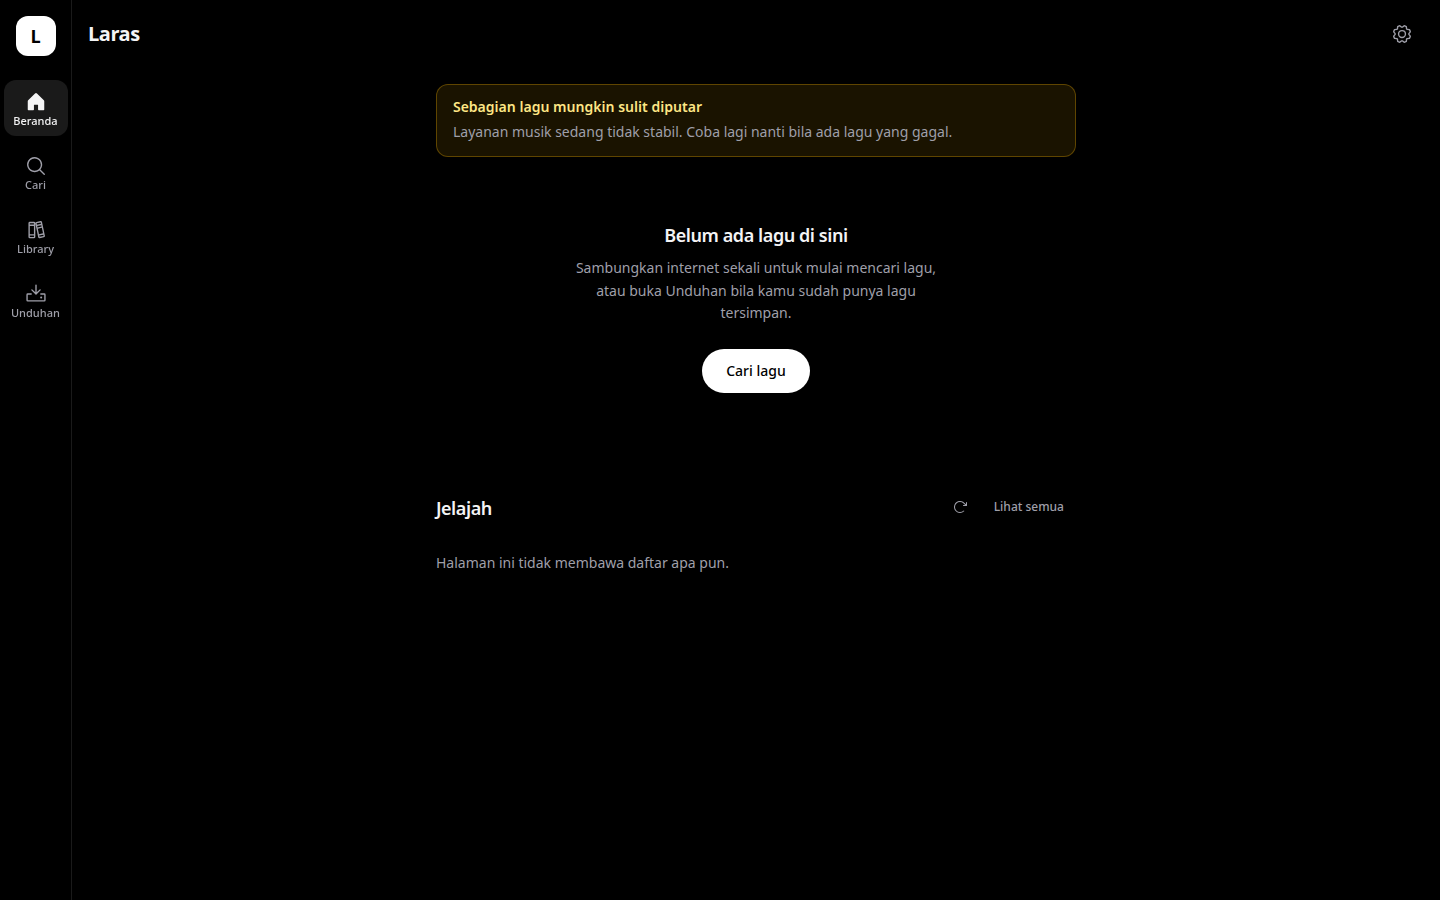 L
Laras
Beranda
Cari
Library
Unduhan
Sebagian lagu mungkin sulit diputar
Layanan musik sedang tidak stabil. Coba lagi nanti bila ada lagu yang gagal.
Belum ada lagu di sini
Sambungkan internet sekali untuk mulai mencari lagu,
atau buka Unduhan bila kamu sudah punya lagu
tersimpan.
Cari lagu
Jelajah
Lihat semua
Halaman ini tidak membawa daftar apa pun.